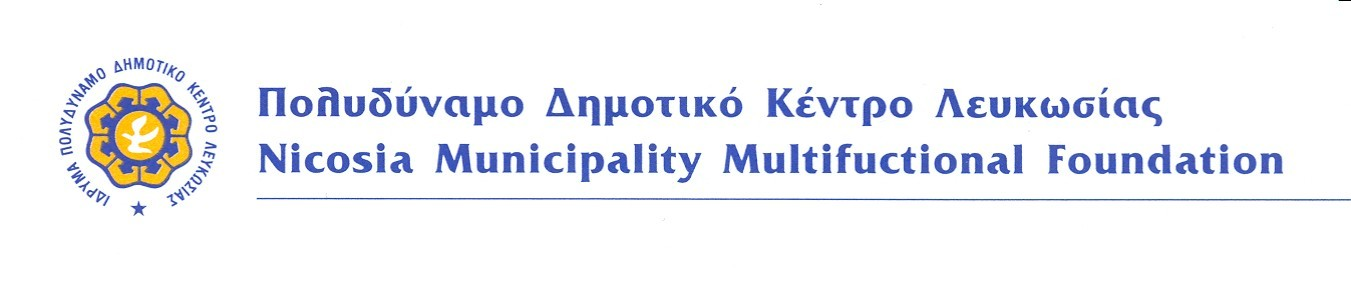 ΙΔΡΥΜΑ ΠΟΛΥΔΥΝΑΜΟ ΔΗΜΟΤΙΚΟ ΚΕΝΤΡΟ ΛΕΥΚΩΣΙΑΣ
Πολυδύναμο Δημοτικό Κέντρο Λευκωσίας
Nicosia Municipality Multifuctional Foundation